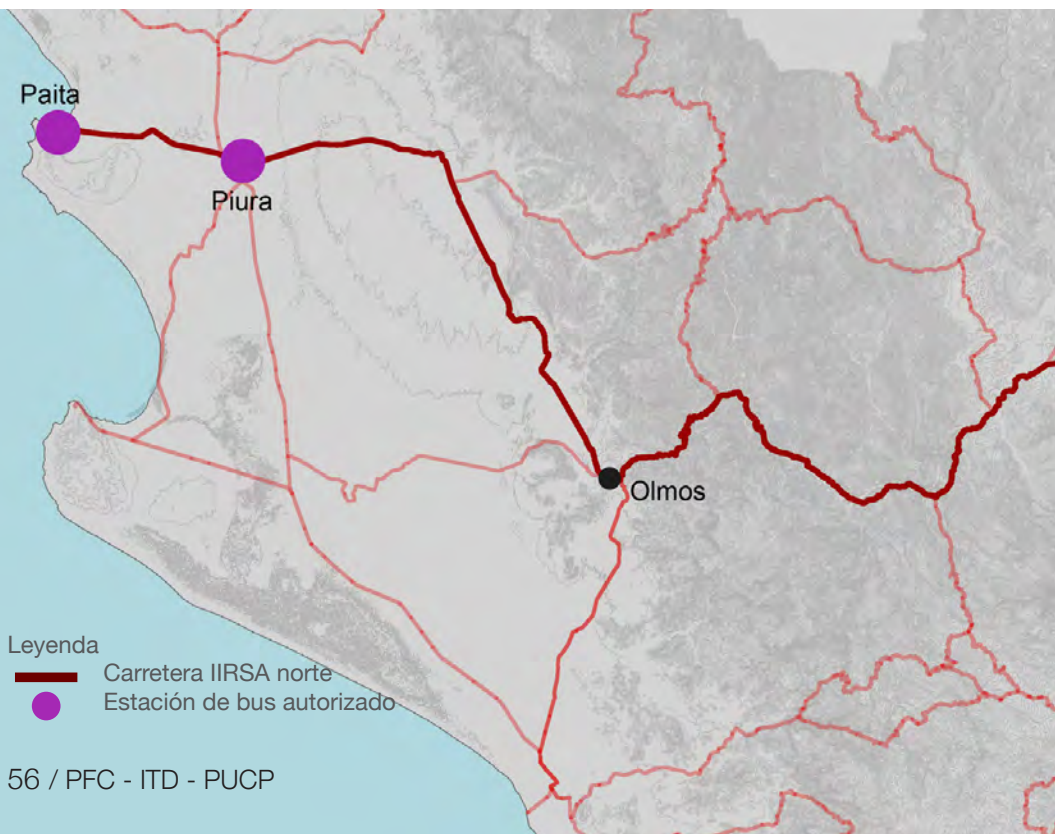 Paita
Piura
Olmos
Leyenda
Carretera IIRSA norte
Estación de bus autorizado
56 / PFC - ITD - PUCP